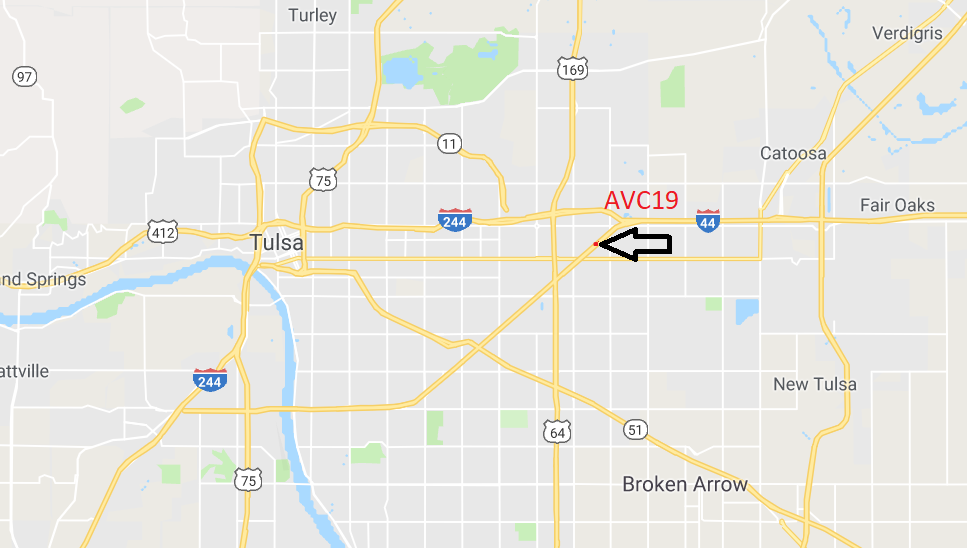 Turley
Verdigris
169
97
11
Catoosa
75
AVC19
Fair Oaks
244
44
412
Tulsa
nd Springs
attville
244
New Tulsa
64
51
75
Broken Arrow